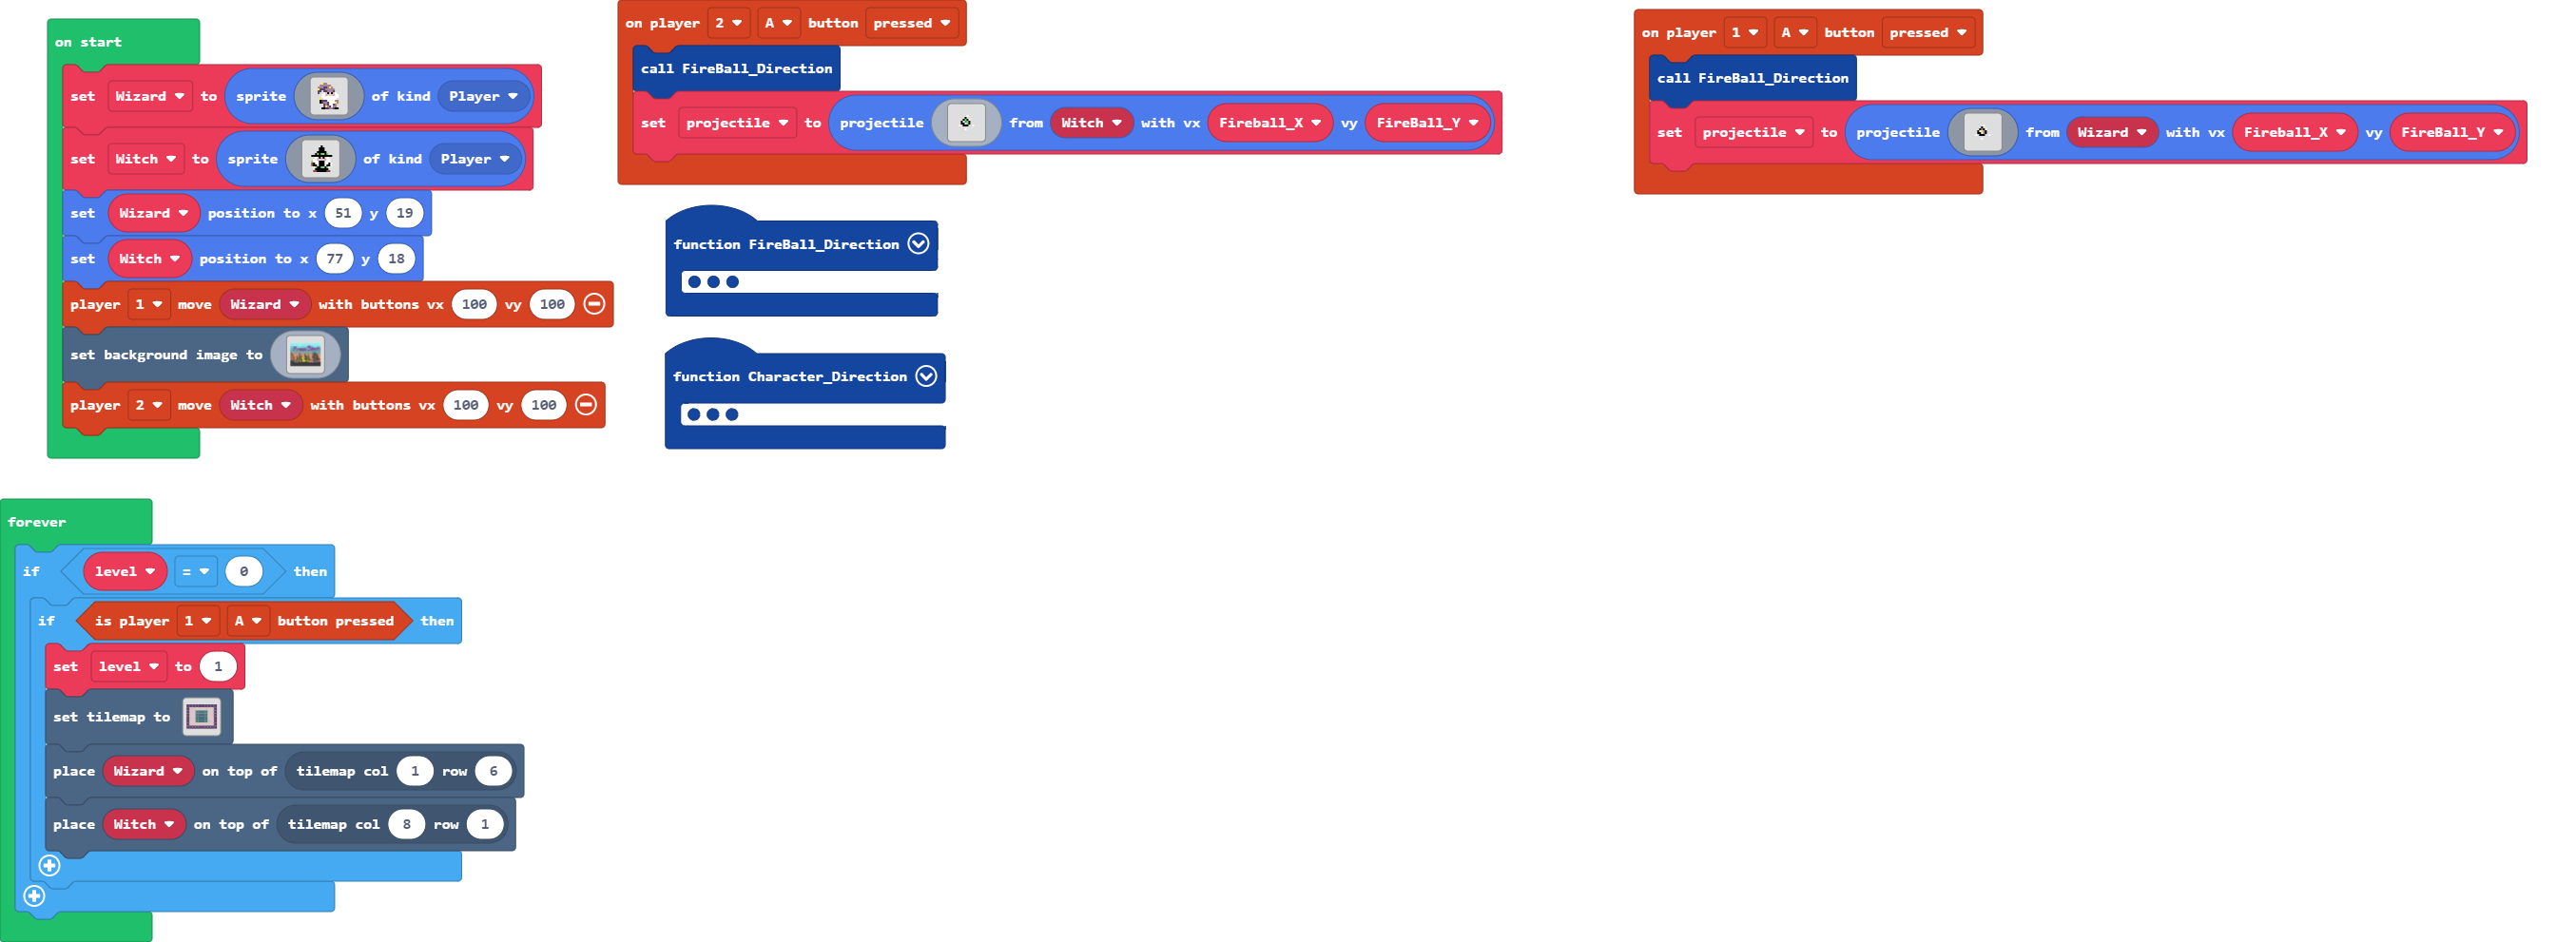 on start
set Wizard to sprite of kind Player
set Witch to sprite of kind Player
set Wizard position to x 51 y 19
set Witch position to x 77 y 18
player 1 move Wizard with buttons vx 100 vy 100
set background image to
player 2 move Witch with buttons vx 100 vy 100
on player 2 A button pressed
call FireBall_Direction
set projectile to projectile from Witch with vx Fireball_X vy FireBall_Y
function FireBall_Direction
function Character_Direction
on player 1 A button pressed
call FireBall_Direction
set projectile to projectile from Wizard with vx Fireball_X vy FireBall_Y
forever
if level = 0 then
if is player 1 A button pressed then
set level to 1
set tilemap to
place Wizard on top of tilemap col 1 row 6
place Witch on top of tilemap col 8 row 1